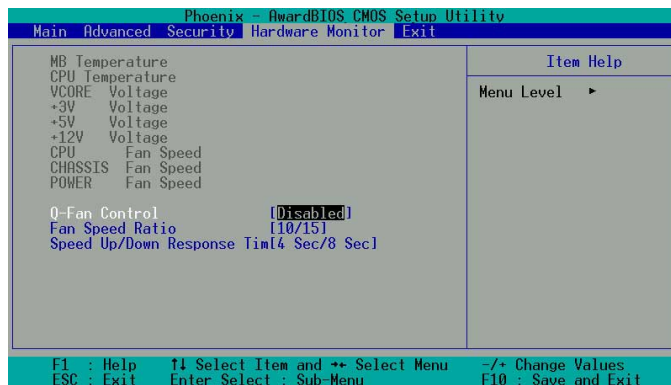 Phoenix - AwardBIOS CMOS Setup Utility
Main Advanced Security Hardware Monitor Exit
MB Temperature
CPU Temperature
VCORE Voltage
+3V Voltage
+5V Voltage
+12V Voltage
CPU Fan Speed
CHASSIS Fan Speed
POWER Fan Speed
Q-Fan Control [Disabled]
Fan Speed Ratio [10/15]
Speed Up/Down Response Tim[4 Sec/8 Sec]
Item Help
Menu Level ►
F1 : Help ↑↓ Select Item and →← Select Menu -/+ Change Values
ESC : Exit Enter Select : Sub-Menu F10 : Save and Exit